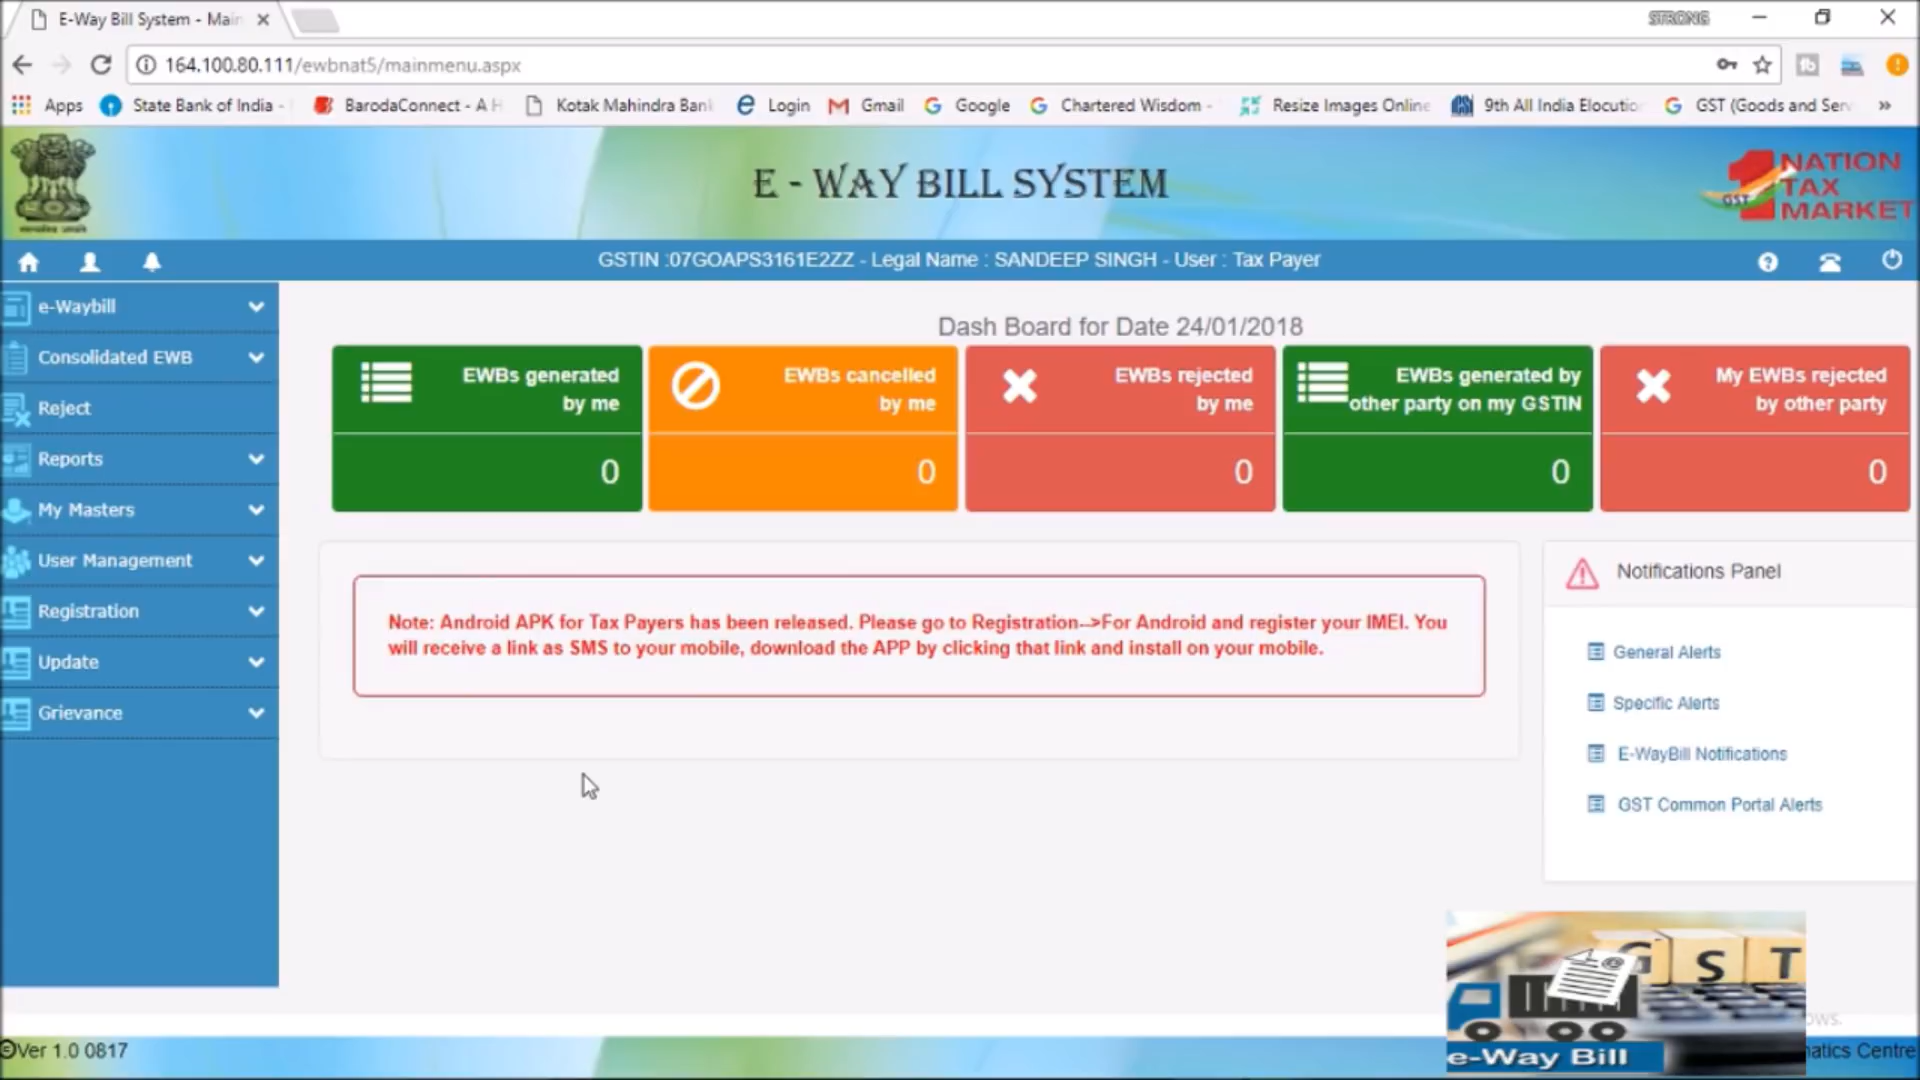 E-Way Bill System - Main
STRONG
164.100.80.111/ewbnat5/mainmenu.aspx
Apps
State Bank of India -
BarodaConnect - A H
Kotak Mahindra Bank
Login
Gmail
Google
Chartered Wisdom -
Resize Images Online
9th All India Elocution
GST (Goods and Serv
»
E - WAY BILL SYSTEM
1 NATION
TAX
MARKET
GST
GSTIN :07GOAPS3161E2ZZ - Legal Name : SANDEEP SINGH - User : Tax Payer
e-Waybill
Consolidated EWB
Reject
Reports
My Masters
User Management
Registration
Update
Grievance
Dash Board for Date 24/01/2018
EWBs generated
by me
0
EWBs cancelled
by me
0
EWBs rejected
by me
0
EWBs generated by
other party on my GSTIN
0
My EWBs rejected
by other party
0
Note: Android APK for Tax Payers has been released. Please go to Registration-->For Android and register your IMEI. You
will receive a link as SMS to your mobile, download the APP by clicking that link and install on your mobile.
Notifications Panel
General Alerts
Specific Alerts
E-WayBill Notifications
GST Common Portal Alerts
G S T
e-Way Bill
©Ver 1.0 0817
matics Centre